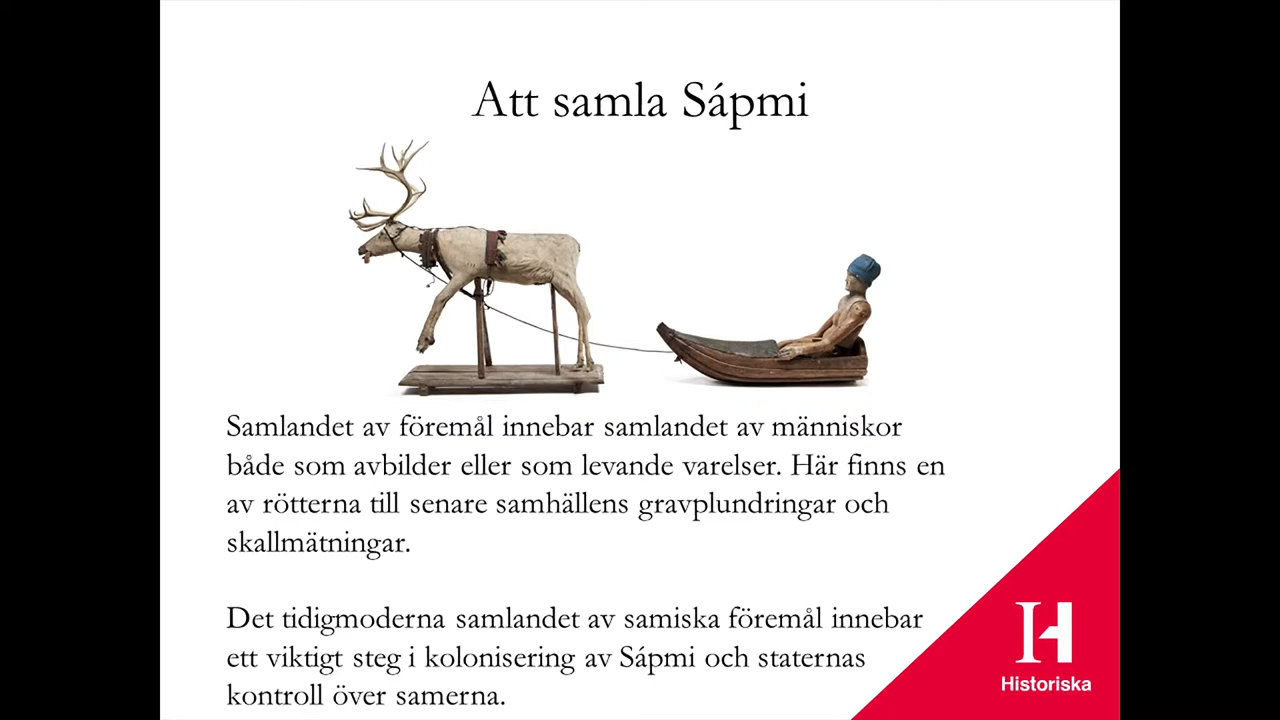 Att samla Sápmi
Samlandet av föremål innebar samlandet av människor
både som avbilder eller som levande varelser. Här finns en
av rötterna till senare samhällens gravplundringar och
skallmätningar.
Det tidigmoderna samlandet av samiska föremål innebar
ett viktigt steg i kolonisering av Sápmi och staternas
kontroll över samerna.
H
Historiska